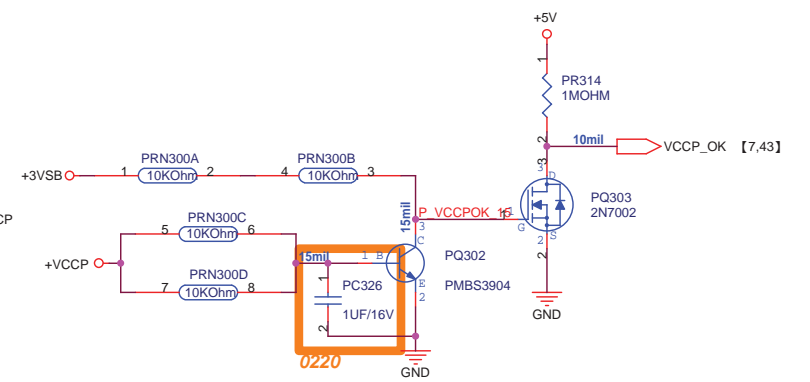 +5V
1
PR314
1MOHM
2
10mil
VCCP_OK 【7,43】
3
D
PQ303
2N7002
G
S
2
2
GND
PRN300A
PRN300B
+3VSB
1
10KOhm
2
4
10KOhm
3
15mil
P_VCCPOK_15
1
3
C
CP
PRN300C
5
10KOhm
6
+VCCP
PRN300D
7
10KOhm
8
15mil
1
B
PQ302
PMBS3904
E
2
1
PC326
1UF/16V
2
0220
GND